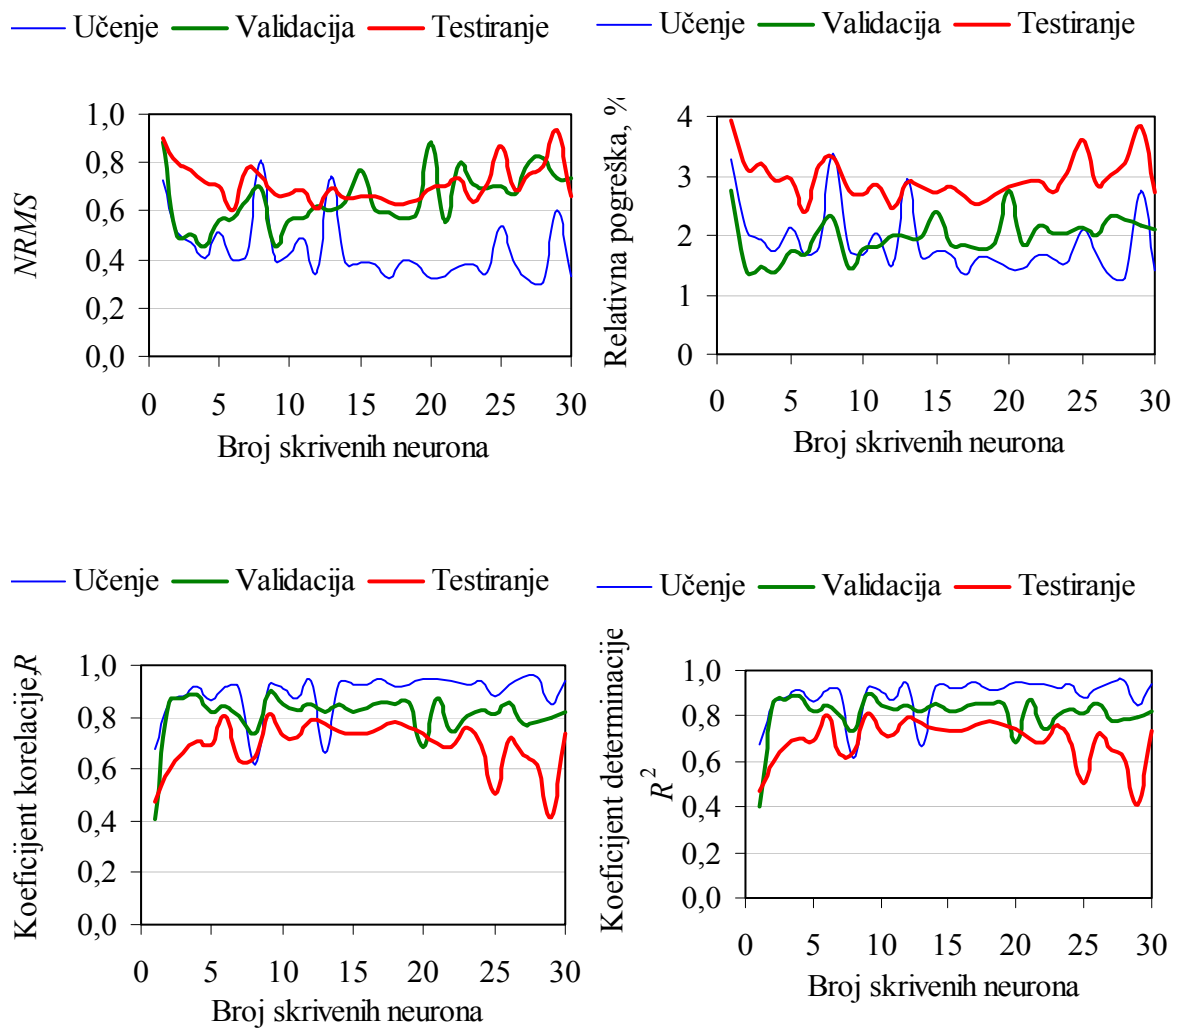 Učenje Validacija Testiranje
1,0
0,8
0,6
0,4
0,2
0,0
NRMS
0 5 10 15 20 25 30
Broj skrivenih neurona
Učenje Validacija Testiranje
4
3
2
1
0
Relativna pogreška, %
0 5 10 15 20 25 30
Broj skrivenih neurona
Učenje Validacija Testiranje
1,0
0,8
0,6
0,4
0,2
0,0
Koeficijent korelacije,R
0 5 10 15 20 25 30
Broj skrivenih neurona
Učenje Validacija Testiranje
1,0
0,8
0,6
0,4
0,2
0,0
Koeficijent determinacije
R²
0 5 10 15 20 25 30
Broj skrivenih neurona